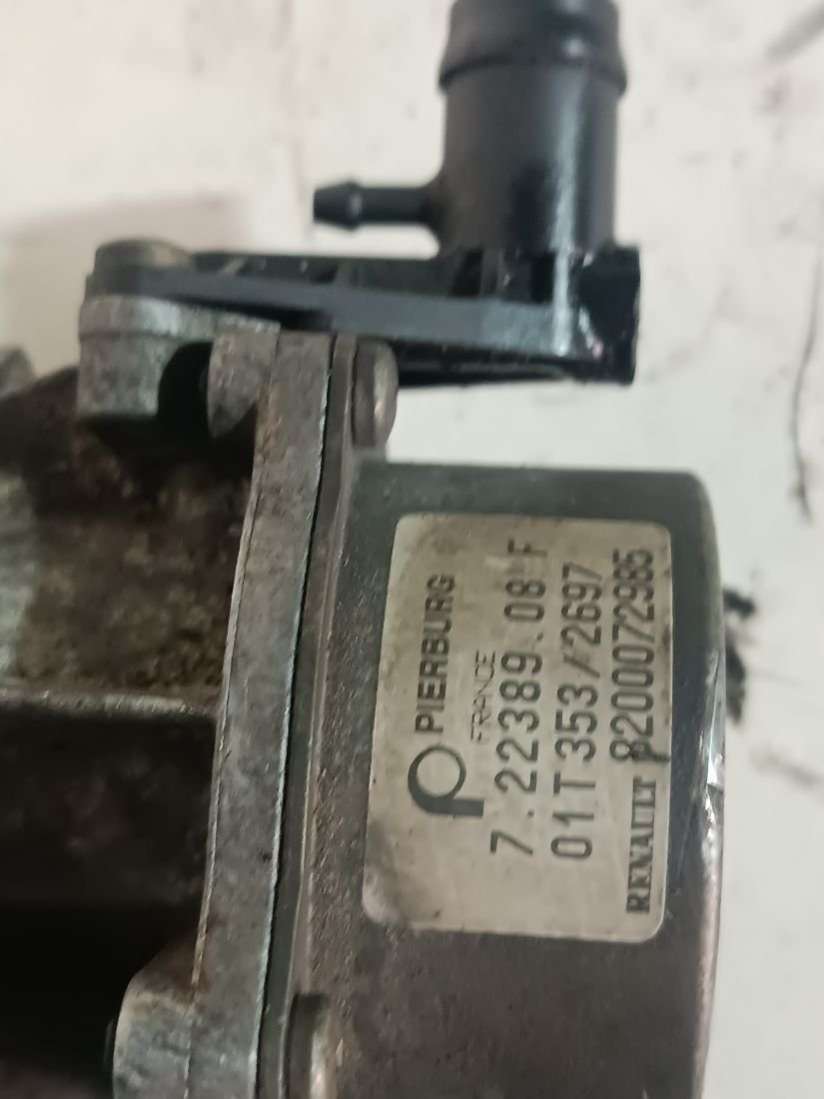 PIERBURG
FRANCE
7.22389.08 F
01T353/2697
RENAULT 8200072985